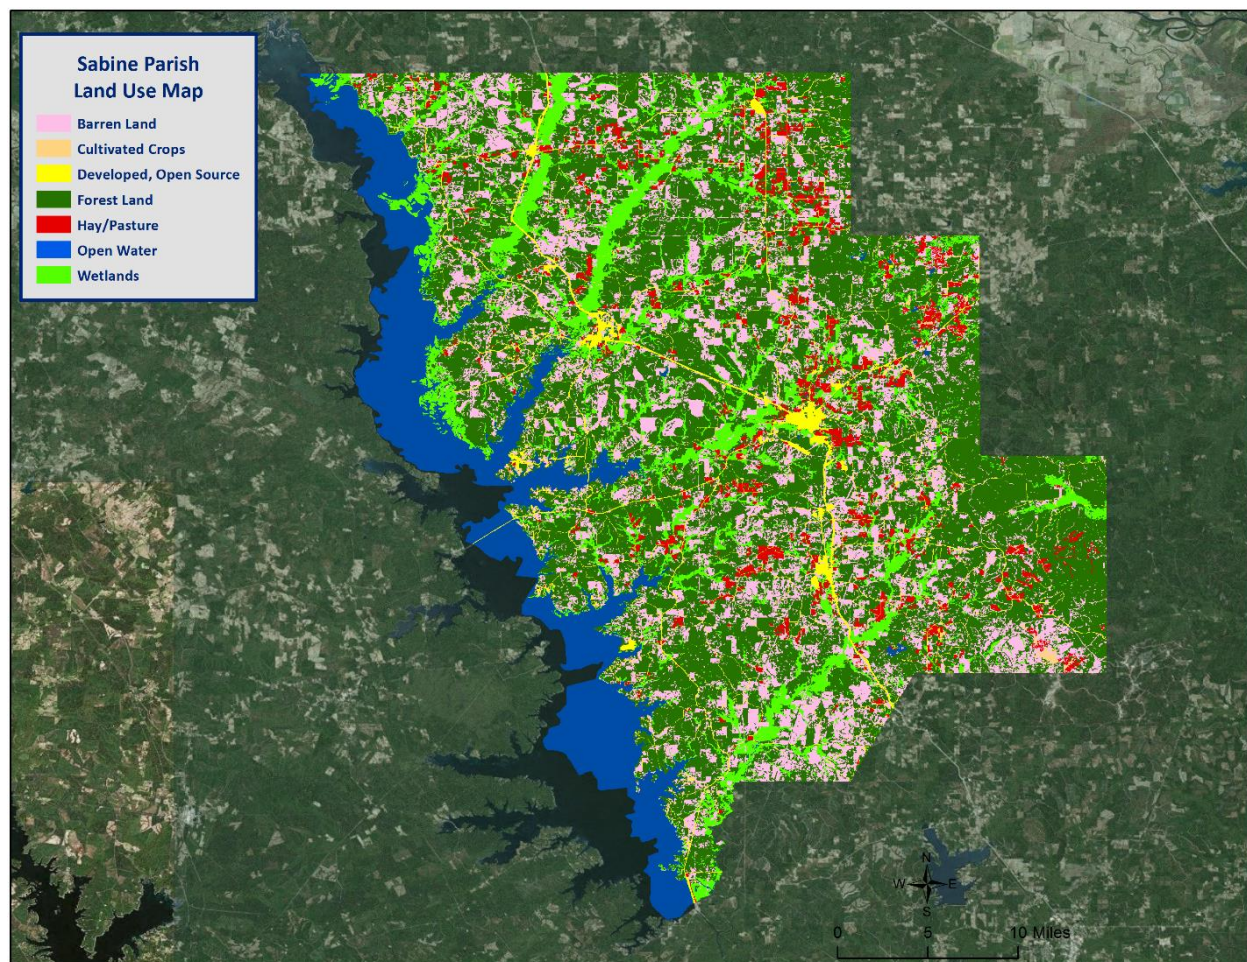 Sabine Parish
Land Use Map
Barren Land
Cultivated Crops
Developed, Open Source
Forest Land
Hay/Pasture
Open Water
Wetlands
N
W E
S
0 5 10 Miles